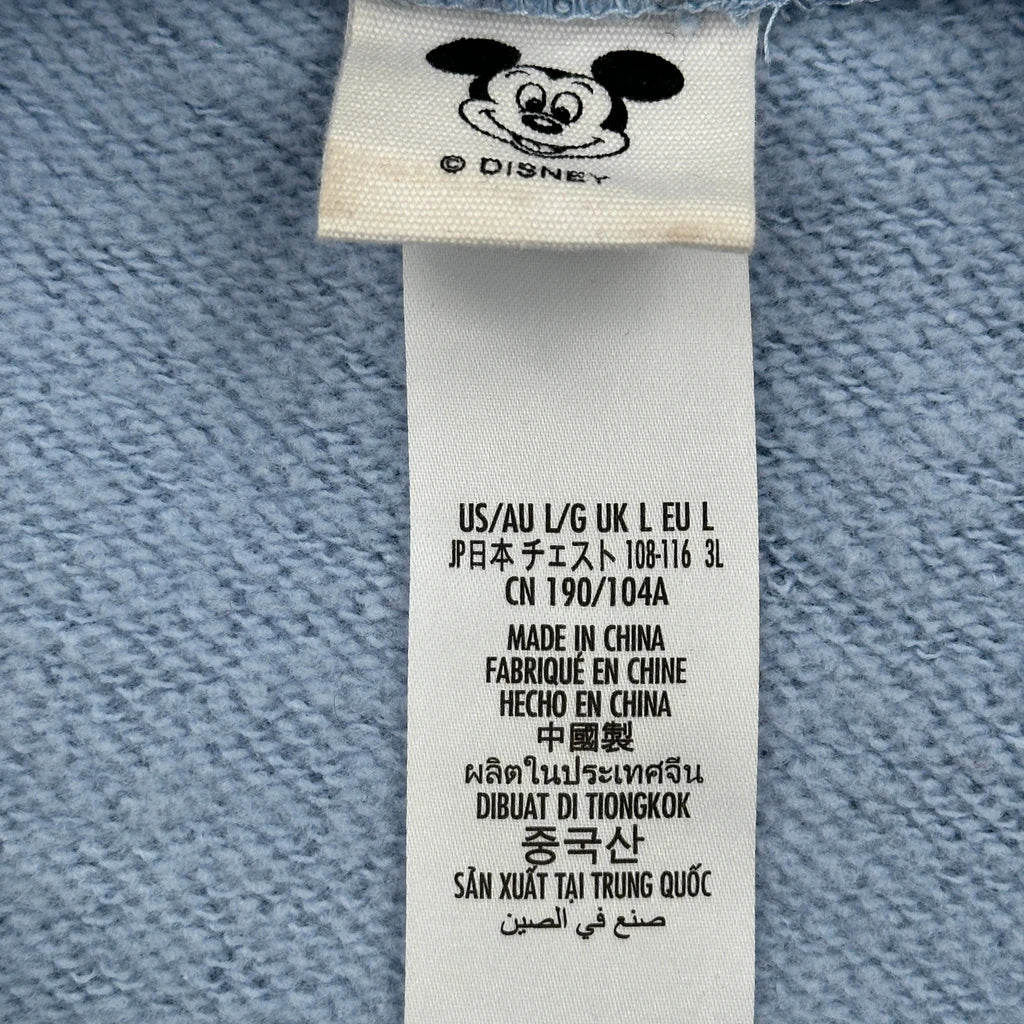 © DISNEY
US/AU L/G UK L EU L
JP日本 チェスト 108-116 3L
CN 190/104A
MADE IN CHINA
FABRIQUÉ EN CHINE
HECHO EN CHINA
中國製
ผลิตในประเทศจีน
DIBUAT DI TIONGKOK
중국산
SẢN XUẤT TẠI TRUNG QUỐC
صنع في الصين